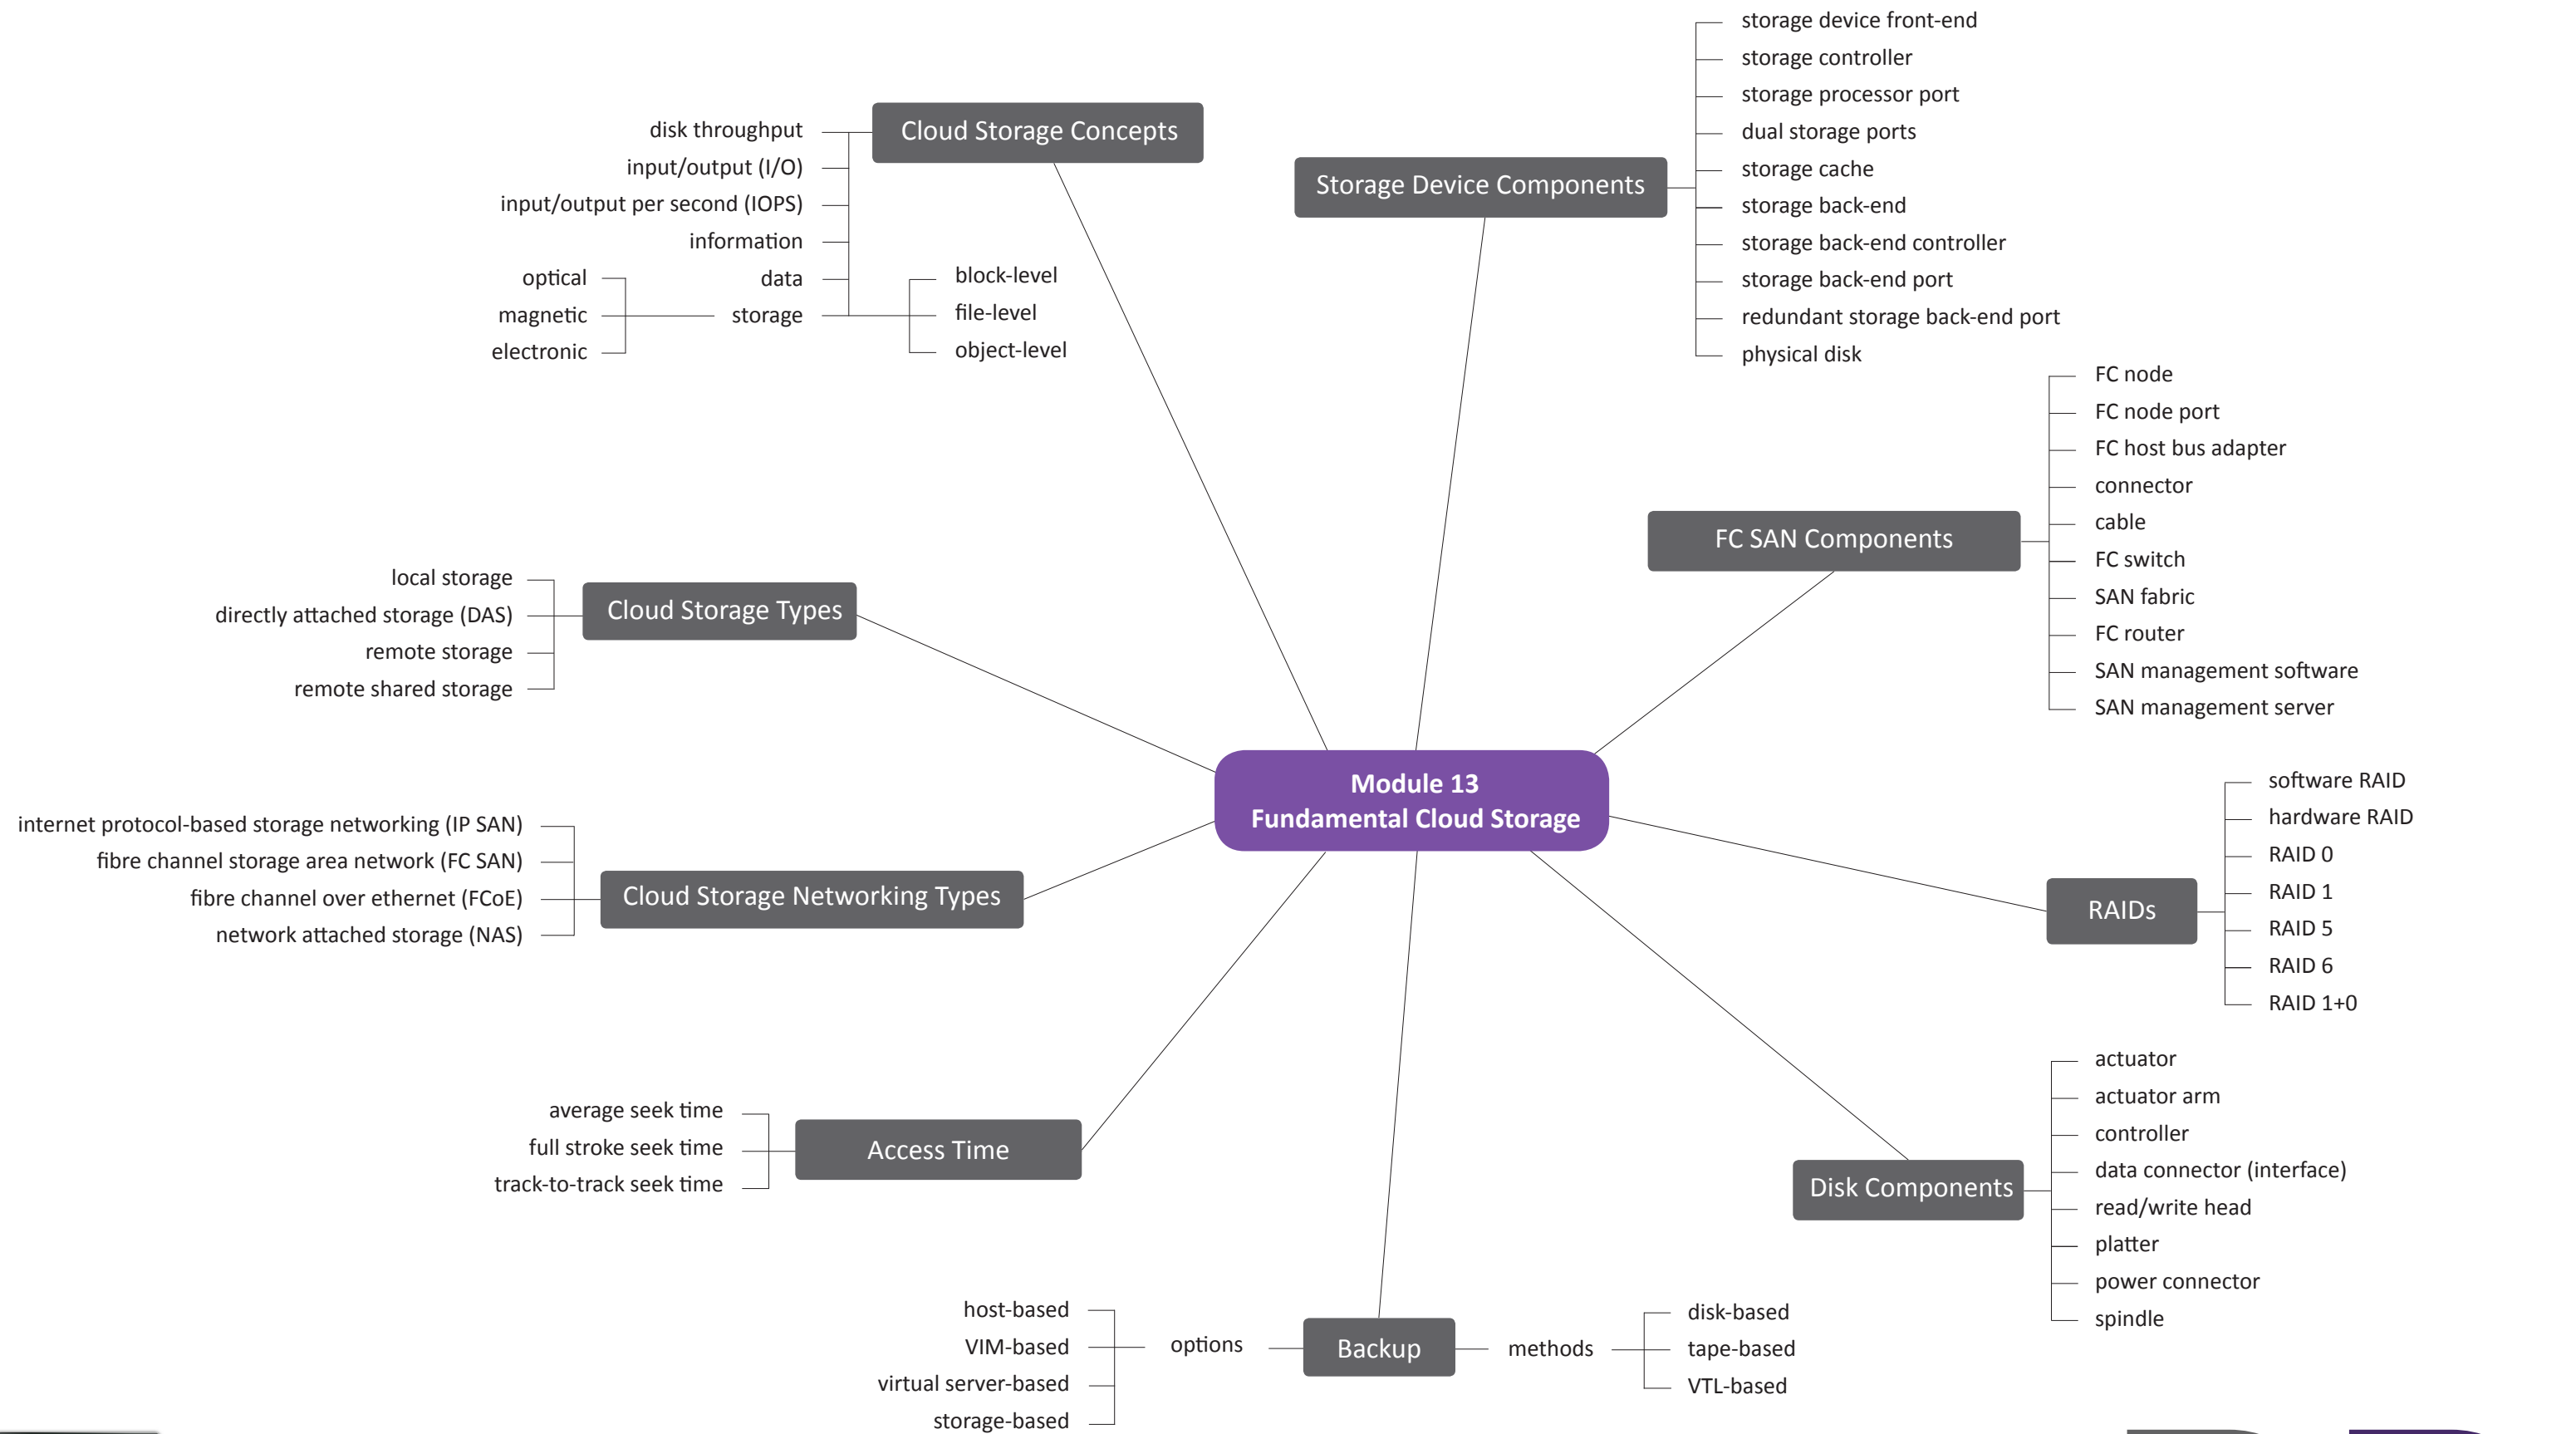 Module 13
Fundamental Cloud Storage
Cloud Storage Concepts
disk throughput
input/output (I/O)
input/output per second (IOPS)
information
data
storage
optical
magnetic
electronic
block-level
file-level
object-level
Cloud Storage Types
local storage
directly attached storage (DAS)
remote storage
remote shared storage
Cloud Storage Networking Types
internet protocol-based storage networking (IP SAN)
fibre channel storage area network (FC SAN)
fibre channel over ethernet (FCoE)
network attached storage (NAS)
Access Time
average seek time
full stroke seek time
track-to-track seek time
Backup
options
host-based
VIM-based
virtual server-based
storage-based
methods
disk-based
tape-based
VTL-based
Storage Device Components
storage device front-end
storage controller
storage processor port
dual storage ports
storage cache
storage back-end
storage back-end controller
storage back-end port
redundant storage back-end port
physical disk
FC SAN Components
FC node
FC node port
FC host bus adapter
connector
cable
FC switch
SAN fabric
FC router
SAN management software
SAN management server
RAIDs
software RAID
hardware RAID
RAID 0
RAID 1
RAID 5
RAID 6
RAID 1+0
Disk Components
actuator
actuator arm
controller
data connector (interface)
read/write head
platter
power connector
spindle